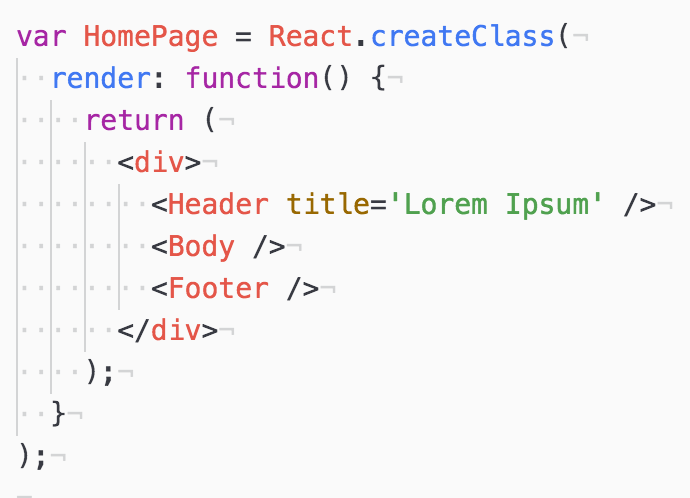 var HomePage = React.createClass(
  render: function() {
    return (
      <div>
        <Header title='Lorem Ipsum' />
        <Body />
        <Footer />
      </div>
    );
  }
);